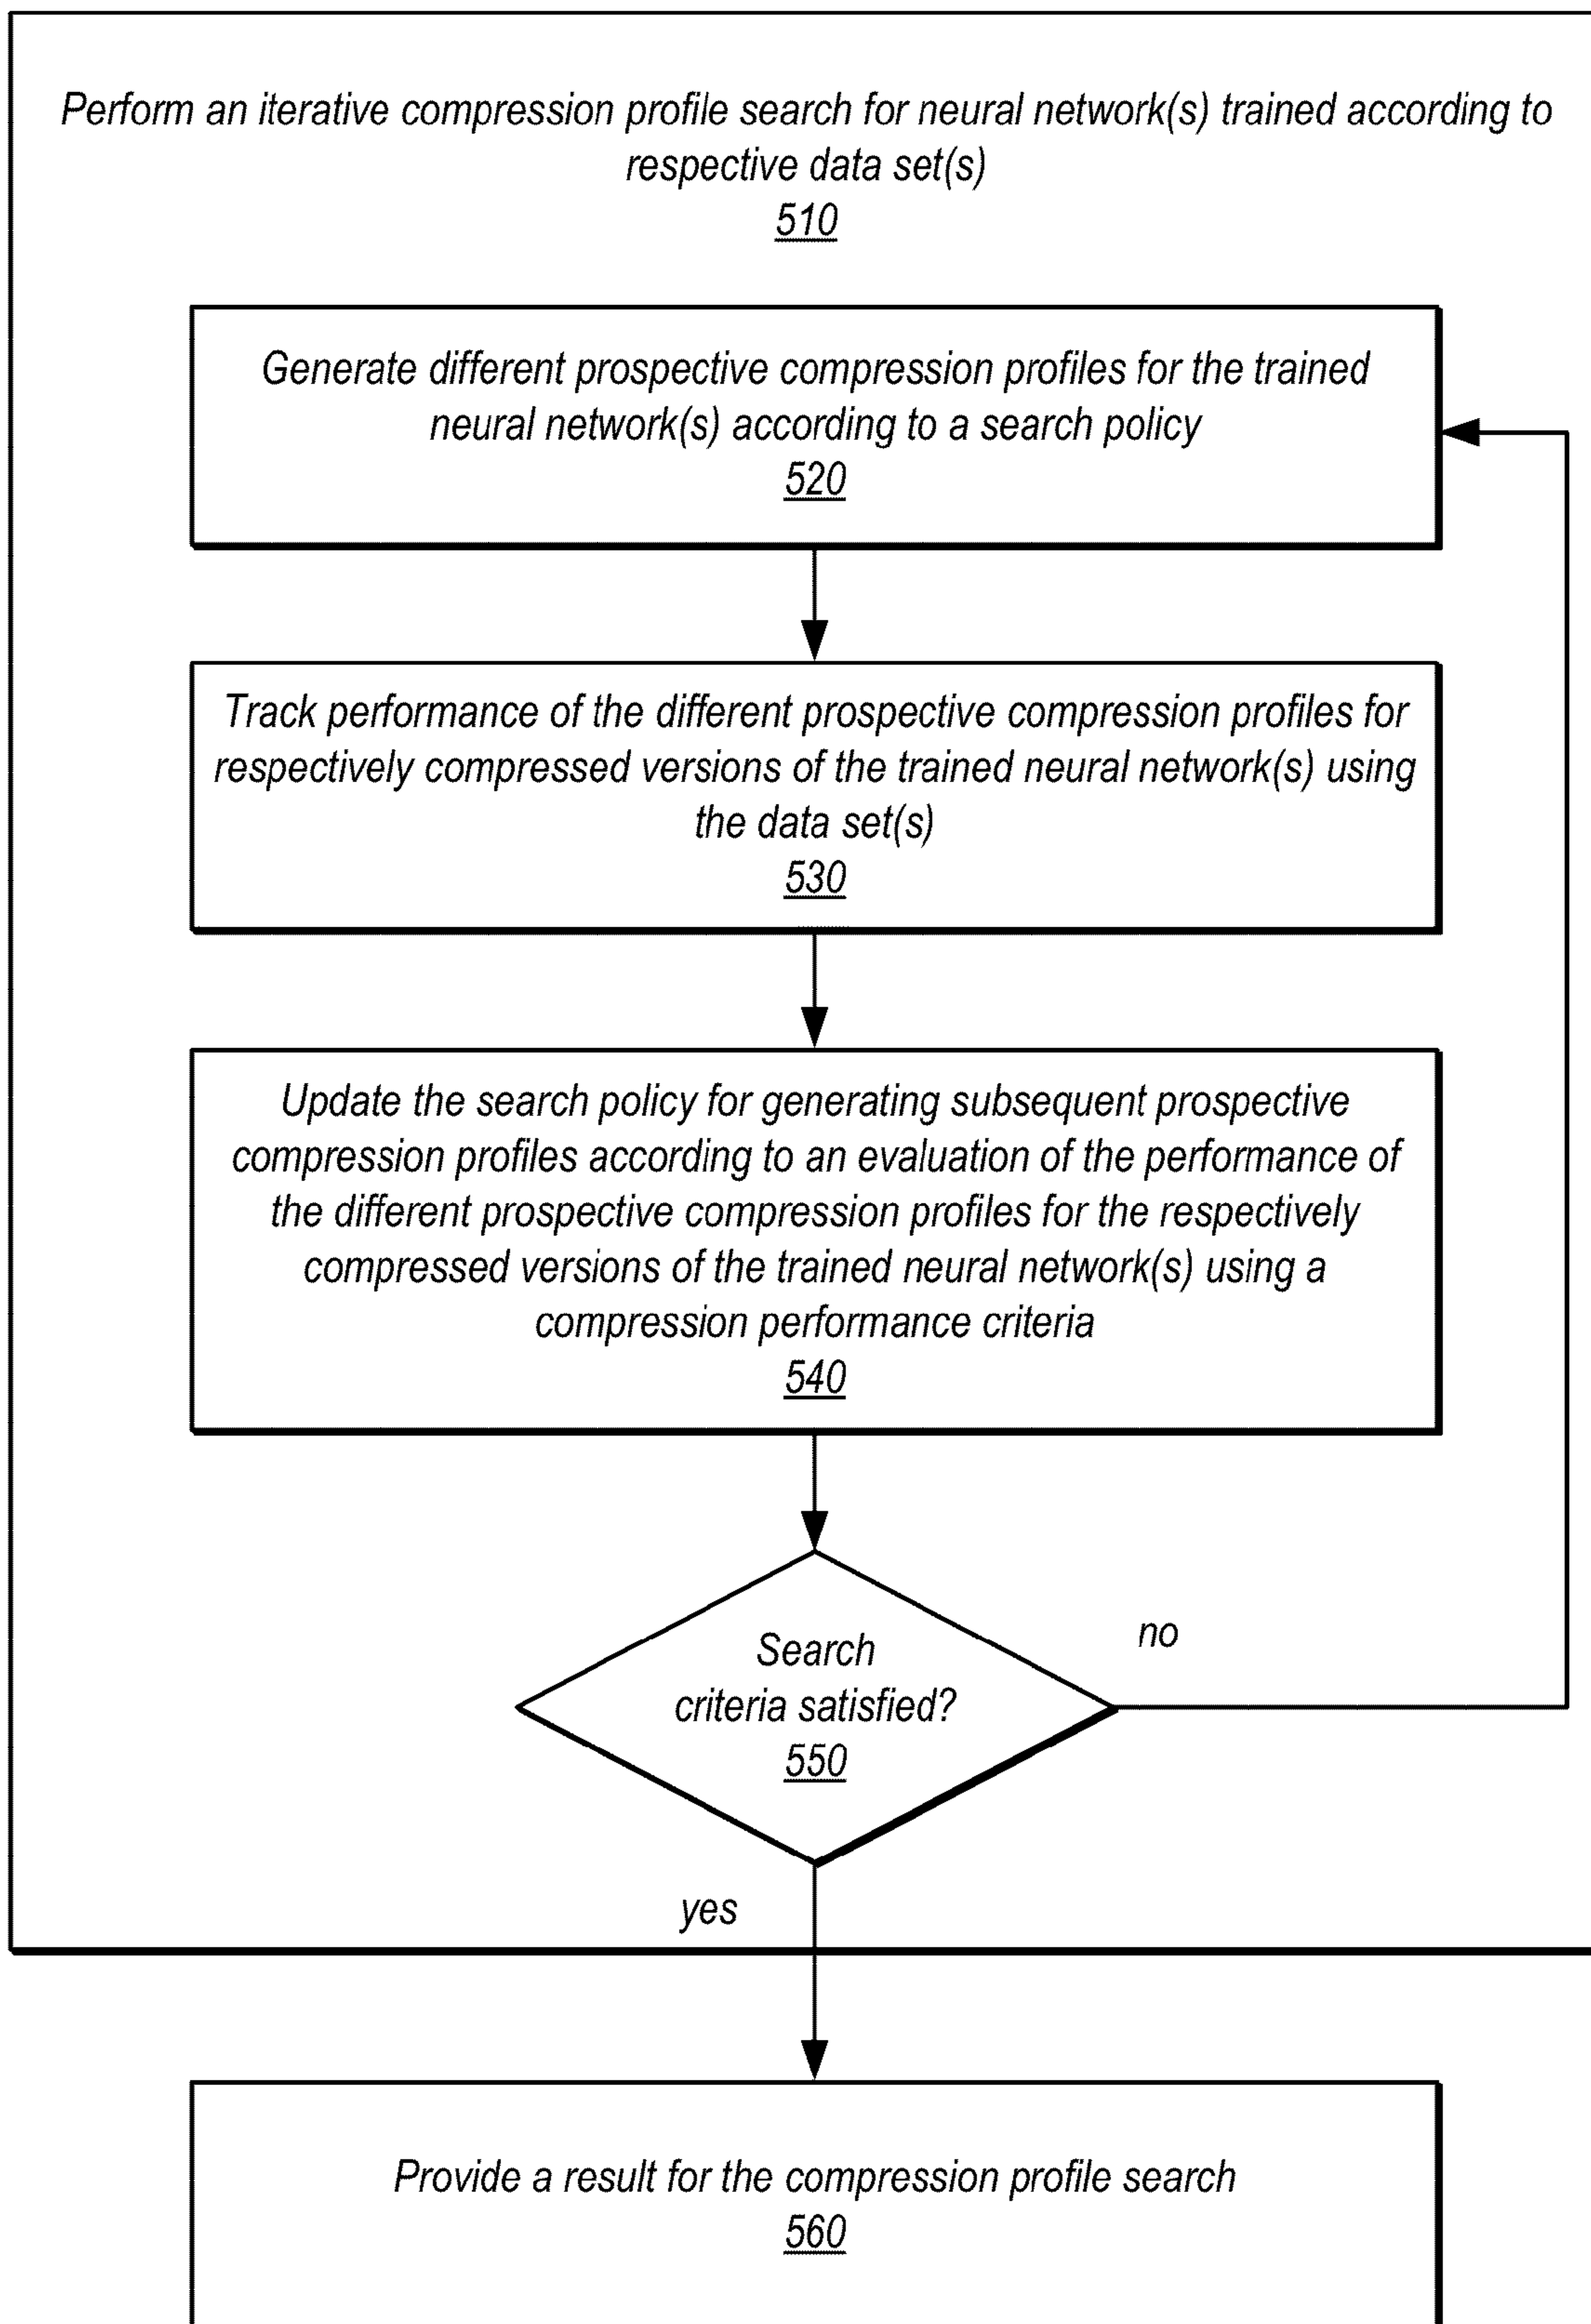 Perform an iterative compression profile search for neural network(s) trained according to
respective data set(s)
510
Generate different prospective compression profiles for the trained
neural network(s) according to a search policy
520
Track performance of the different prospective compression profiles for
respectively compressed versions of the trained neural network(s) using
the data set(s)
530
Update the search policy for generating subsequent prospective
compression profiles according to an evaluation of the performance of
the different prospective compression profiles for the respectively
compressed versions of the trained neural network(s) using a
compression performance criteria
540
Search
criteria satisfied?
550
no
yes
Provide a result for the compression profile search
560